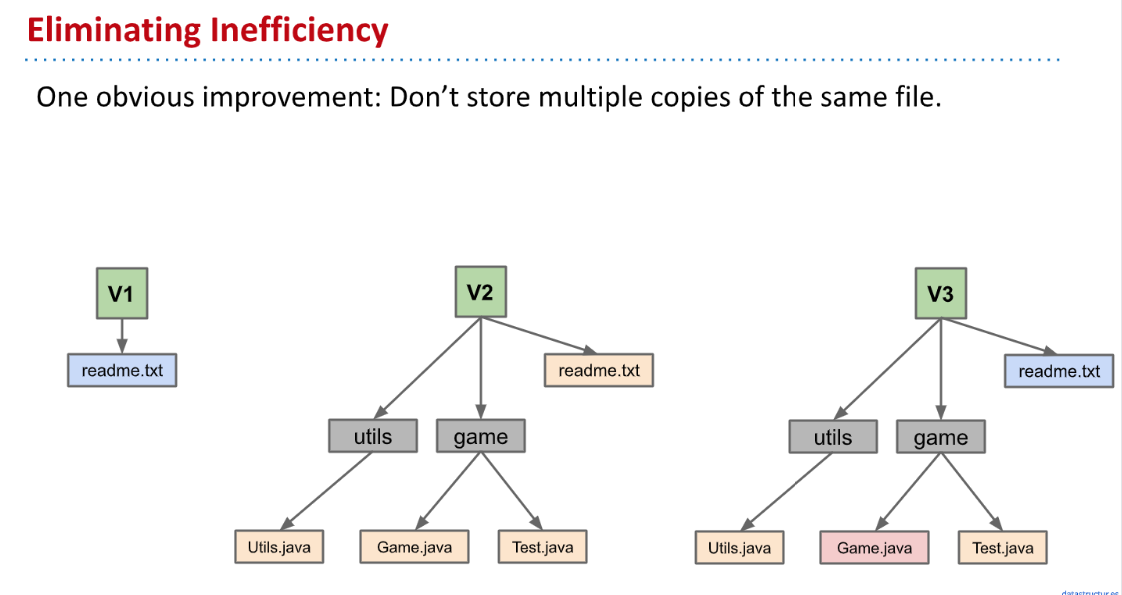 Eliminating Inefficiency
One obvious improvement: Don't store multiple copies of the same file.
V1
V2
V3
readme.txt
readme.txt
readme.txt
utils
game
utils
game
Utils.java
Game.java
Test.java
Utils.java
Game.java
Test.java
datastructur.es